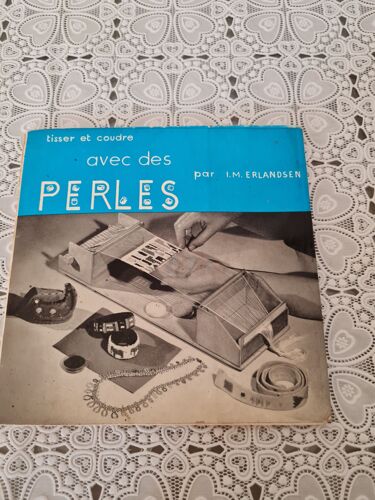 tisser et coudre
avec des
par I.M. ERLANDSEN
PERLES